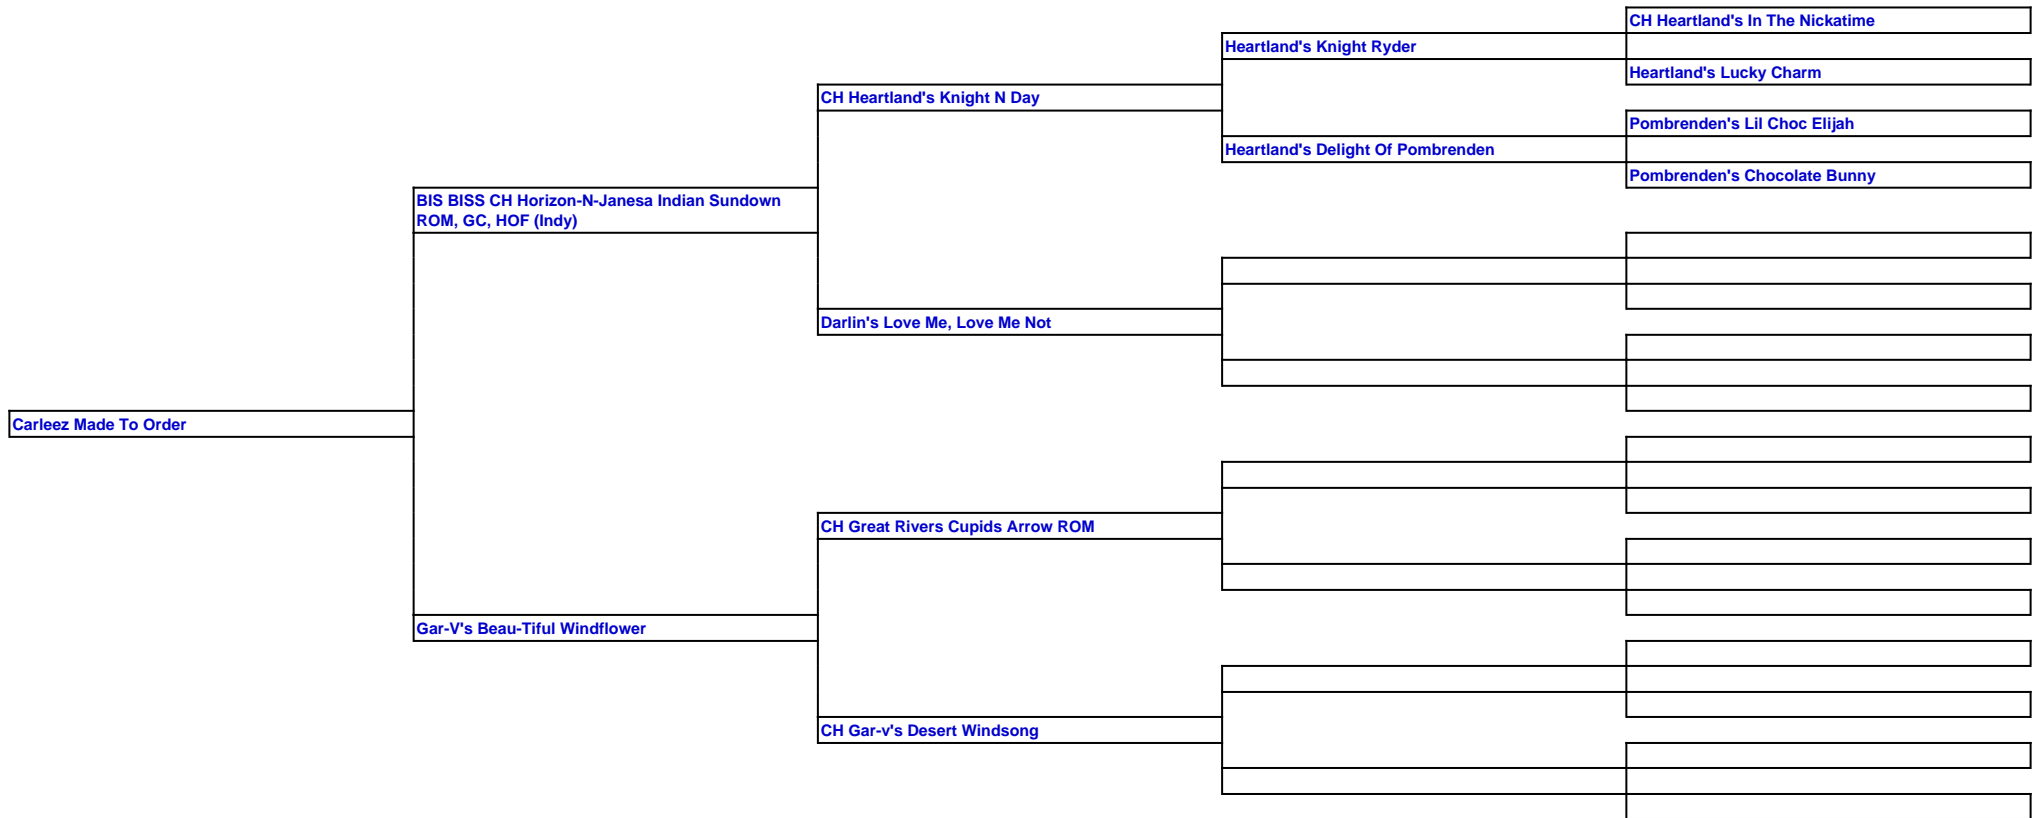 CH Heartland's In The Nickatime
Heartland's Knight Ryder
Heartland's Lucky Charm
CH Heartland's Knight N Day
Pombrenden's Lil Choc Elijah
Heartland's Delight Of Pombrenden
Pombrenden's Chocolate Bunny
BIS BISS CH Horizon-N-Janesa Indian Sundown
ROM, GC, HOF (Indy)
Darlin's Love Me, Love Me Not
Carleez Made To Order
CH Great Rivers Cupids Arrow ROM
Gar-V's Beau-Tiful Windflower
CH Gar-v's Desert Windsong